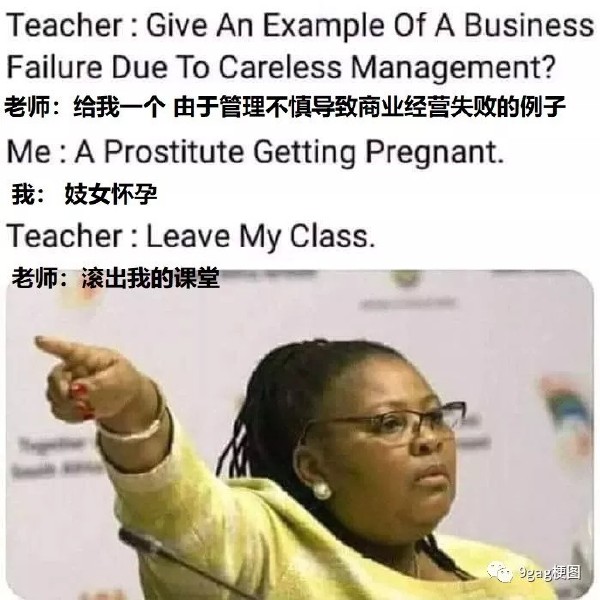 Teacher : Give An Example Of A Business
Failure Due To Careless Management?
老师：给我一个 由于管理不慎导致商业经营失败的例子
Me : A Prostitute Getting Pregnant.
我： 妓女怀孕
Teacher : Leave My Class.
老师：滚出我的课堂
9gag梗图